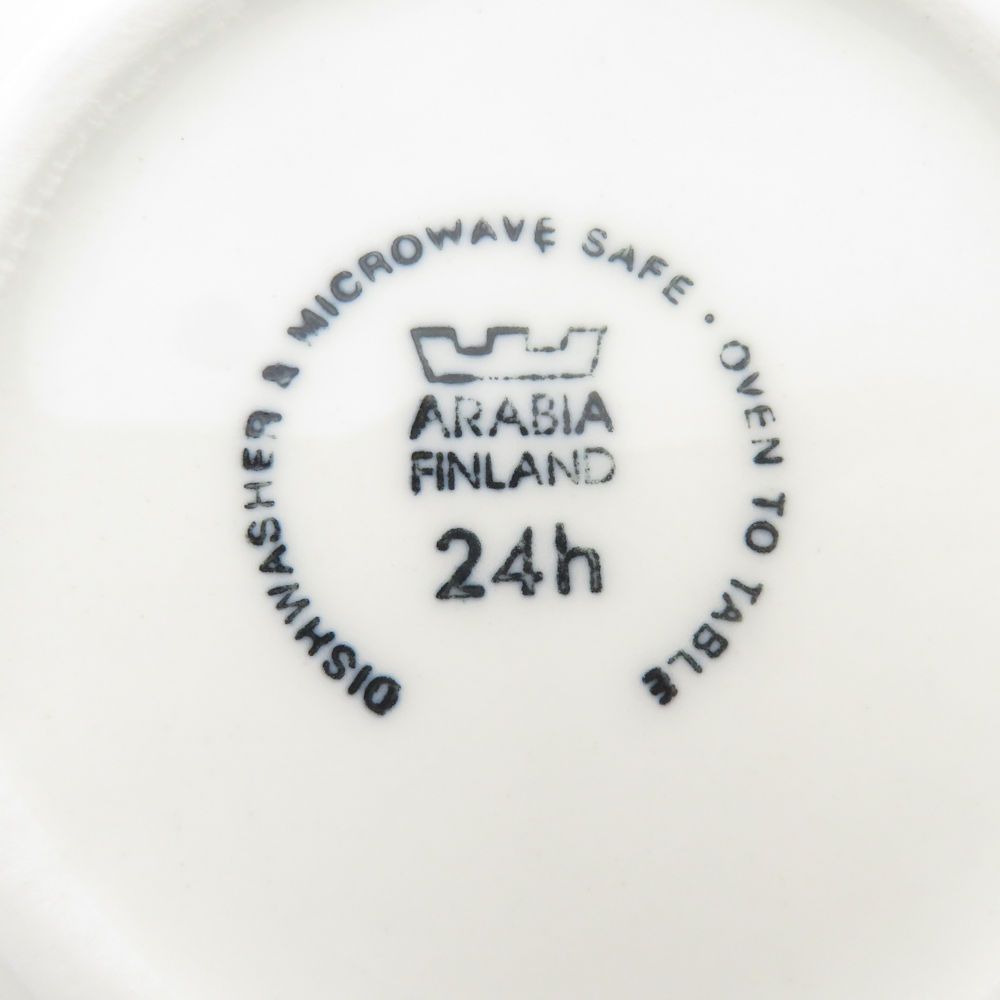 DISHWASHER & MICROWAVE SAFE · OVEN TO TABLE
ARABIA
FINLAND
24h